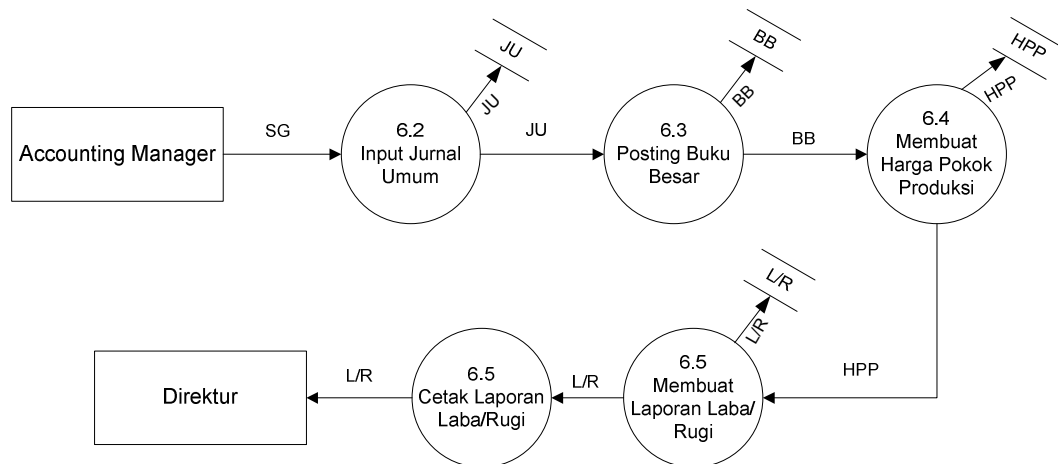 Accounting Manager
SG
6.2
Input Jurnal
Umum
JU
JU
JU
6.3
Posting Buku
Besar
BB
BB
BB
6.4
Membuat
Harga Pokok
Produksi
HPP
HPP
HPP
6.5
Membuat
Laporan Laba/
Rugi
L/R
L/R
L/R
6.5
Cetak Laporan
Laba/Rugi
L/R
Direktur